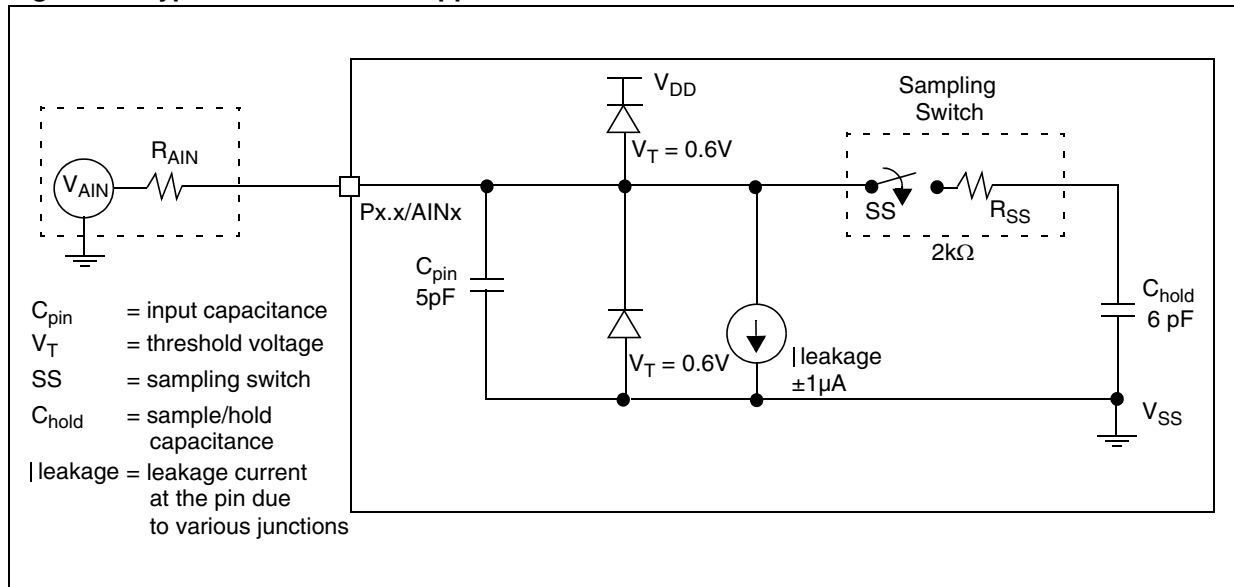 V_DD
Sampling
Switch
R_AIN
V_T = 0.6V
V_AIN
Px.x/AINx
SS
R_SS
2kΩ
C_pin
5pF
C_hold
6 pF
V_T = 0.6V
I leakage
±1µA
V_SS
C_pin = input capacitance
V_T = threshold voltage
SS = sampling switch
C_hold = sample/hold
capacitance
I leakage = leakage current
at the pin due
to various junctions